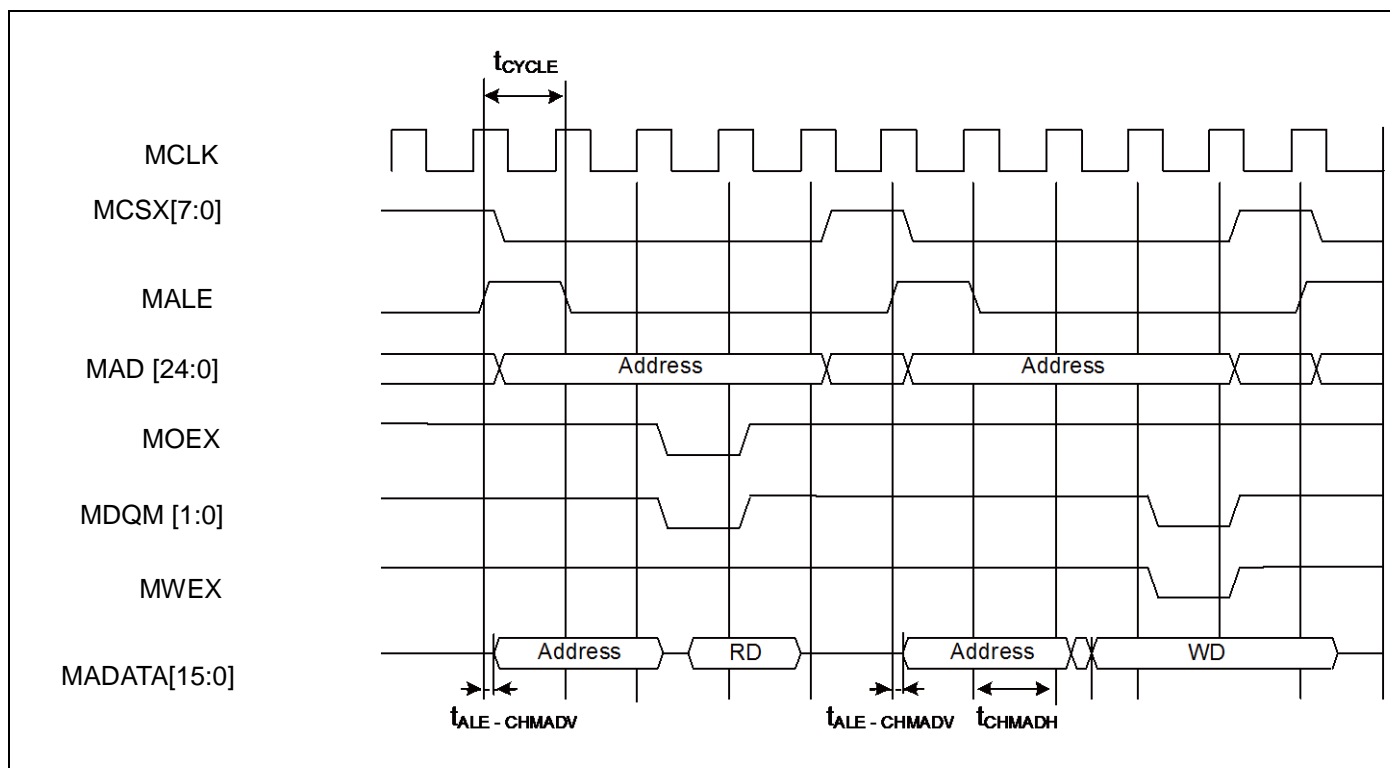 tCYCLE
MCLK
MCSX[7:0]
MALE
MAD [24:0]
Address
Address
MOEX
MDQM [1:0]
MWEX
MADATA[15:0]
Address
RD
Address
WD
tALE - CHMADV
tALE - CHMADV
tCHMADH